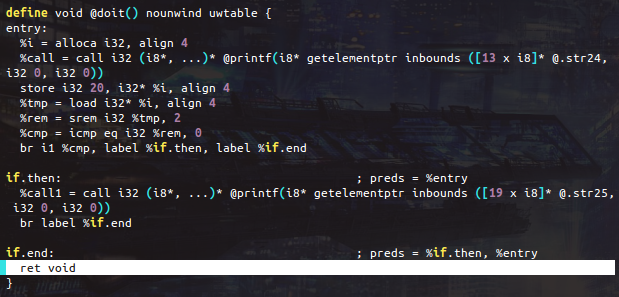 define void @doit() nounwind uwtable {
entry:
  %i = alloca i32, align 4
  %call = call i32 (i8*, ...)* @printf(i8* getelementptr inbounds ([13 x i8]* @.str24,
i32 0, i32 0))
  store i32 20, i32* %i, align 4
  %tmp = load i32* %i, align 4
  %rem = srem i32 %tmp, 2
  %cmp = icmp eq i32 %rem, 0
  br i1 %cmp, label %if.then, label %if.end

if.then:                                          ; preds = %entry
  %call1 = call i32 (i8*, ...)* @printf(i8* getelementptr inbounds ([19 x i8]* @.str25,
 i32 0, i32 0))
  br label %if.end

if.end:                                           ; preds = %if.then, %entry
  ret void
}